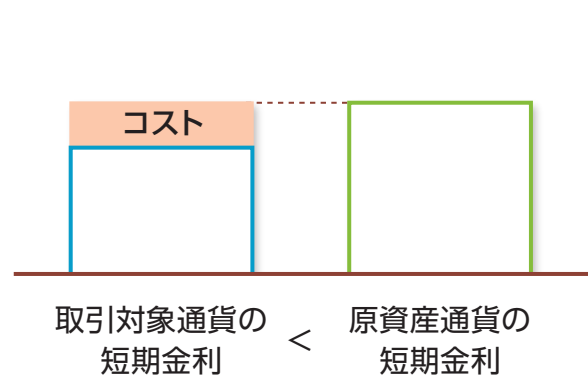 コスト
取引対象通貨の
短期金利
<
原資産通貨の
短期金利